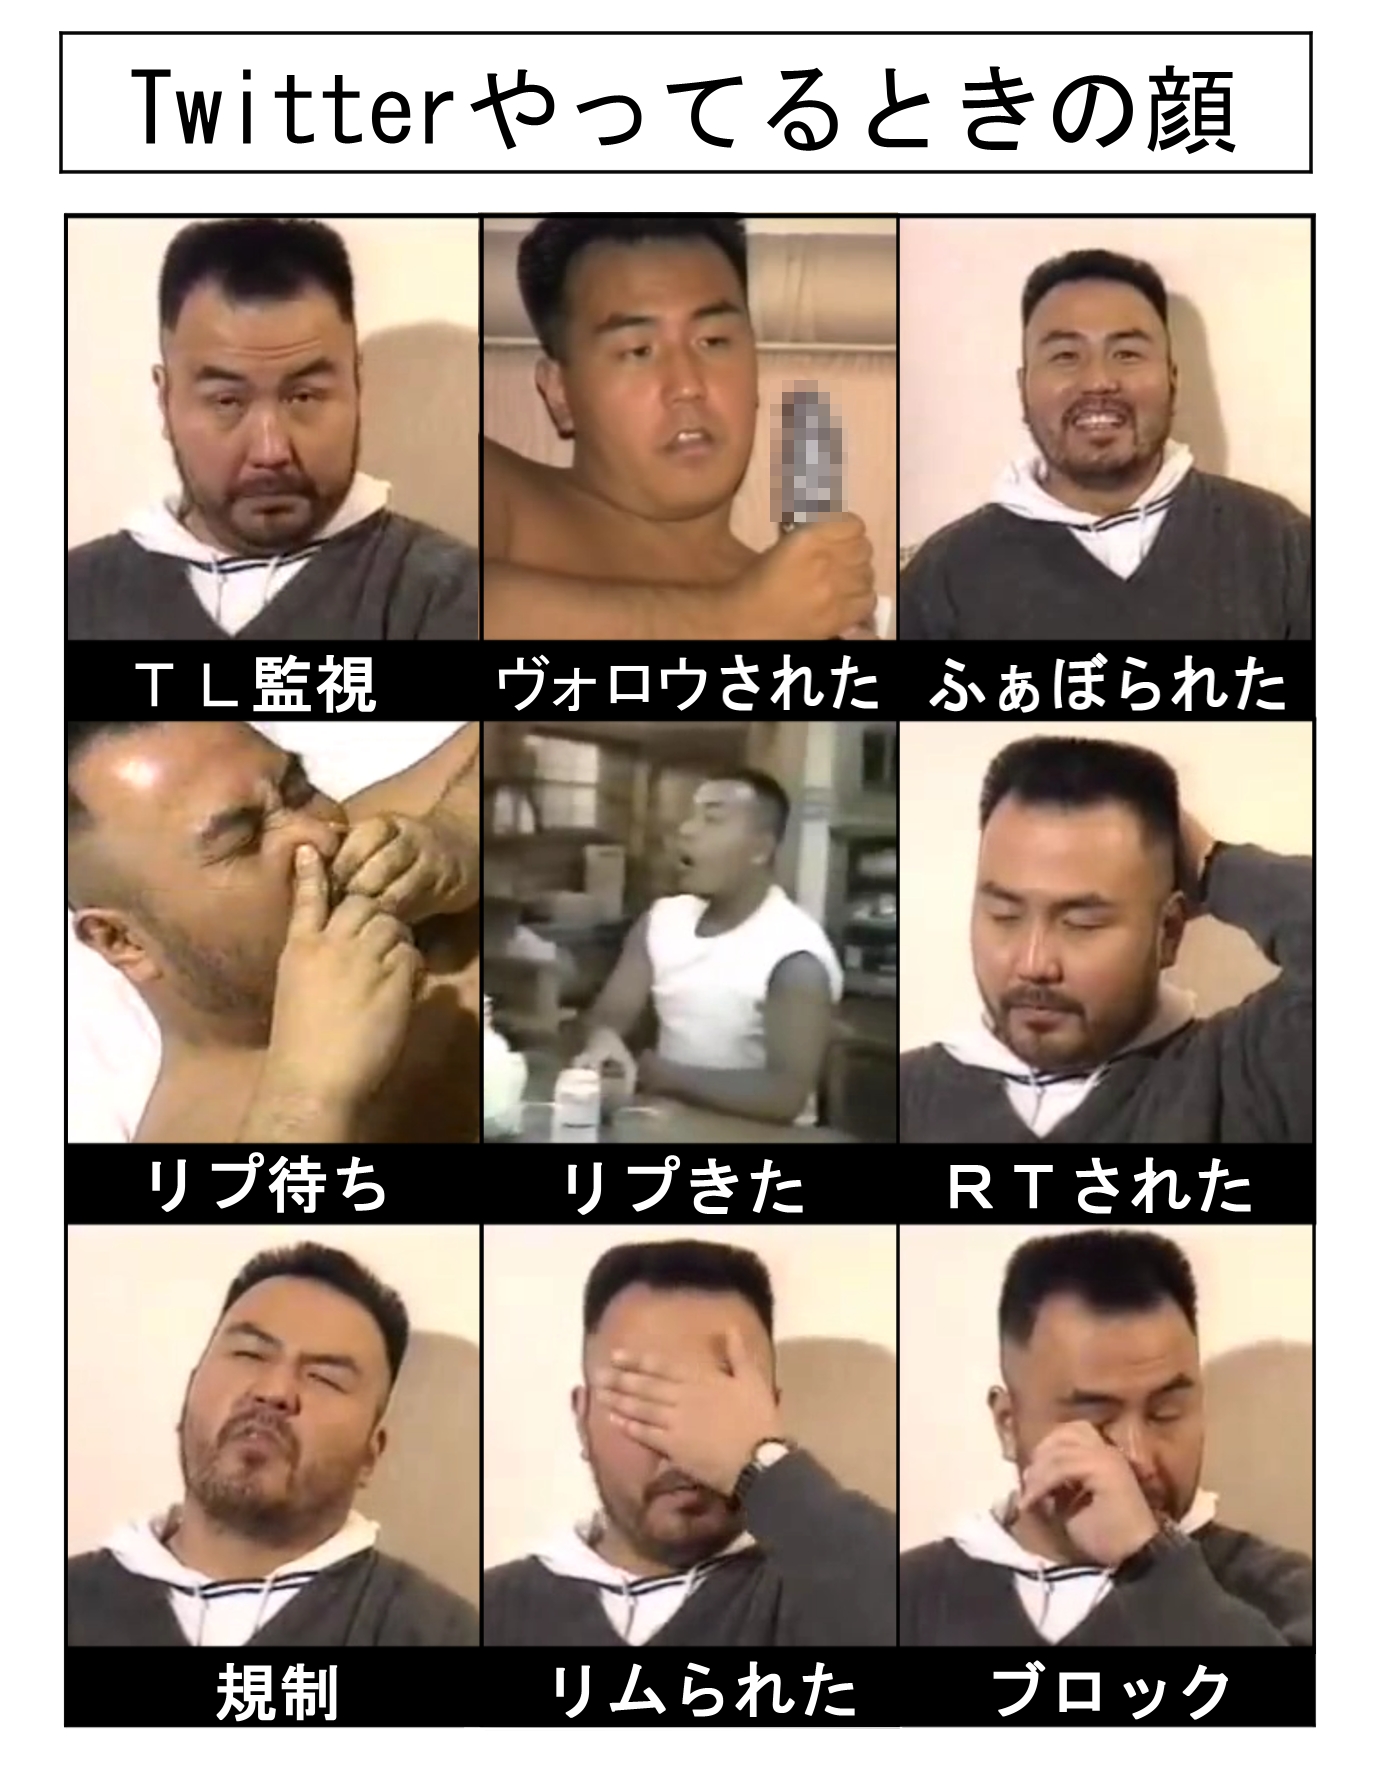 Twitterやってるときの顔
ＴＬ監視
ヴォロウされた
ふぁぼられた
リプ待ち
リプきた
ＲＴされた
規制
リムられた
ブロック